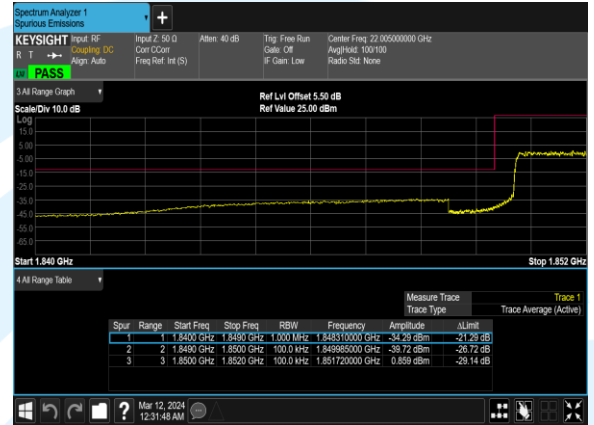 Spectrum Analyzer 1
Spurious Emissions
KEYSIGHT Input: RF Input Z: 50 Ω Atten: 40 dB Trig: Free Run Center Freq: 22.005000000 GHz
R T Coupling: DC Corr CCorr Gate: Off Avg|Hold: 100/100
Align: Auto Freq Ref: Int (S) IF Gain: Low Radio Std: None
LV PASS
3 All Range Graph
Ref Lvl Offset 5.50 dB
Scale/Div 10.0 dB Ref Value 25.00 dBm
Log
15.0
5.00
-5.00
-15.0
-25.0
-35.0
-45.0
-55.0
-65.0
Start 1.840 GHz Stop 1.852 GHz
4 All Range Table
Measure Trace Trace 1
Trace Type Trace Average (Active)
Spur Range Start Freq Stop Freq RBW Frequency Amplitude ΔLimit
1 1 1.8400 GHz 1.8490 GHz 1.000 MHz 1.848310000 GHz -34.29 dBm -21.29 dB
2 2 1.8490 GHz 1.8500 GHz 100.0 kHz 1.849985000 GHz -39.72 dBm -26.72 dB
3 3 1.8500 GHz 1.8520 GHz 100.0 kHz 1.851720000 GHz 0.859 dBm -29.14 dB
Mar 12, 2024
12:31:48 AM